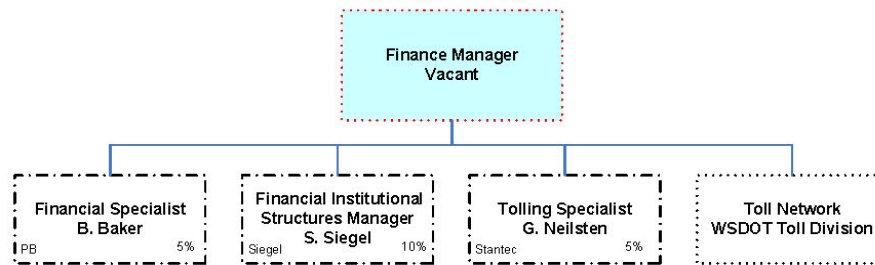 Finance Manager
Vacant
Financial Specialist
B. Baker
PB 5%
Financial Institutional
Structures Manager
S. Siegel
Siegel 10%
Tolling Specialist
G. Neilsten
Stantec 5%
Toll Network
WSDOT Toll Division